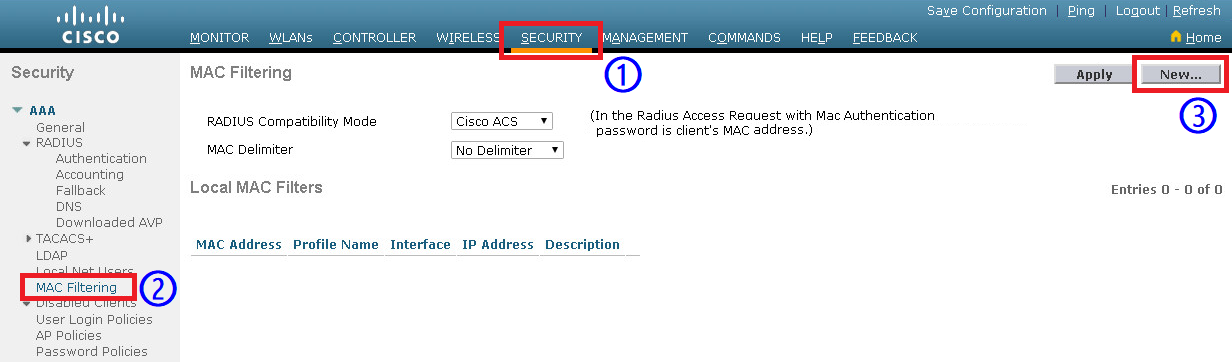 Save Configuration | Ping | Logout | Refresh
CISCO
MONITOR WLANs CONTROLLER WIRELESS SECURITY MANAGEMENT COMMANDS HELP FEEDBACK
Home
1
Security
MAC Filtering
Apply
New...
3
AAA
General
RADIUS
Authentication
Accounting
Fallback
DNS
Downloaded AVP
TACACS+
LDAP
Local Net Users
MAC Filtering
2
Disabled Clients
User Login Policies
AP Policies
Password Policies
RADIUS Compatibility Mode
Cisco ACS
(In the Radius Access Request with Mac Authentication
password is client's MAC address.)
MAC Delimiter
No Delimiter
Local MAC Filters
Entries 0 - 0 of 0
MAC Address Profile Name Interface IP Address Description